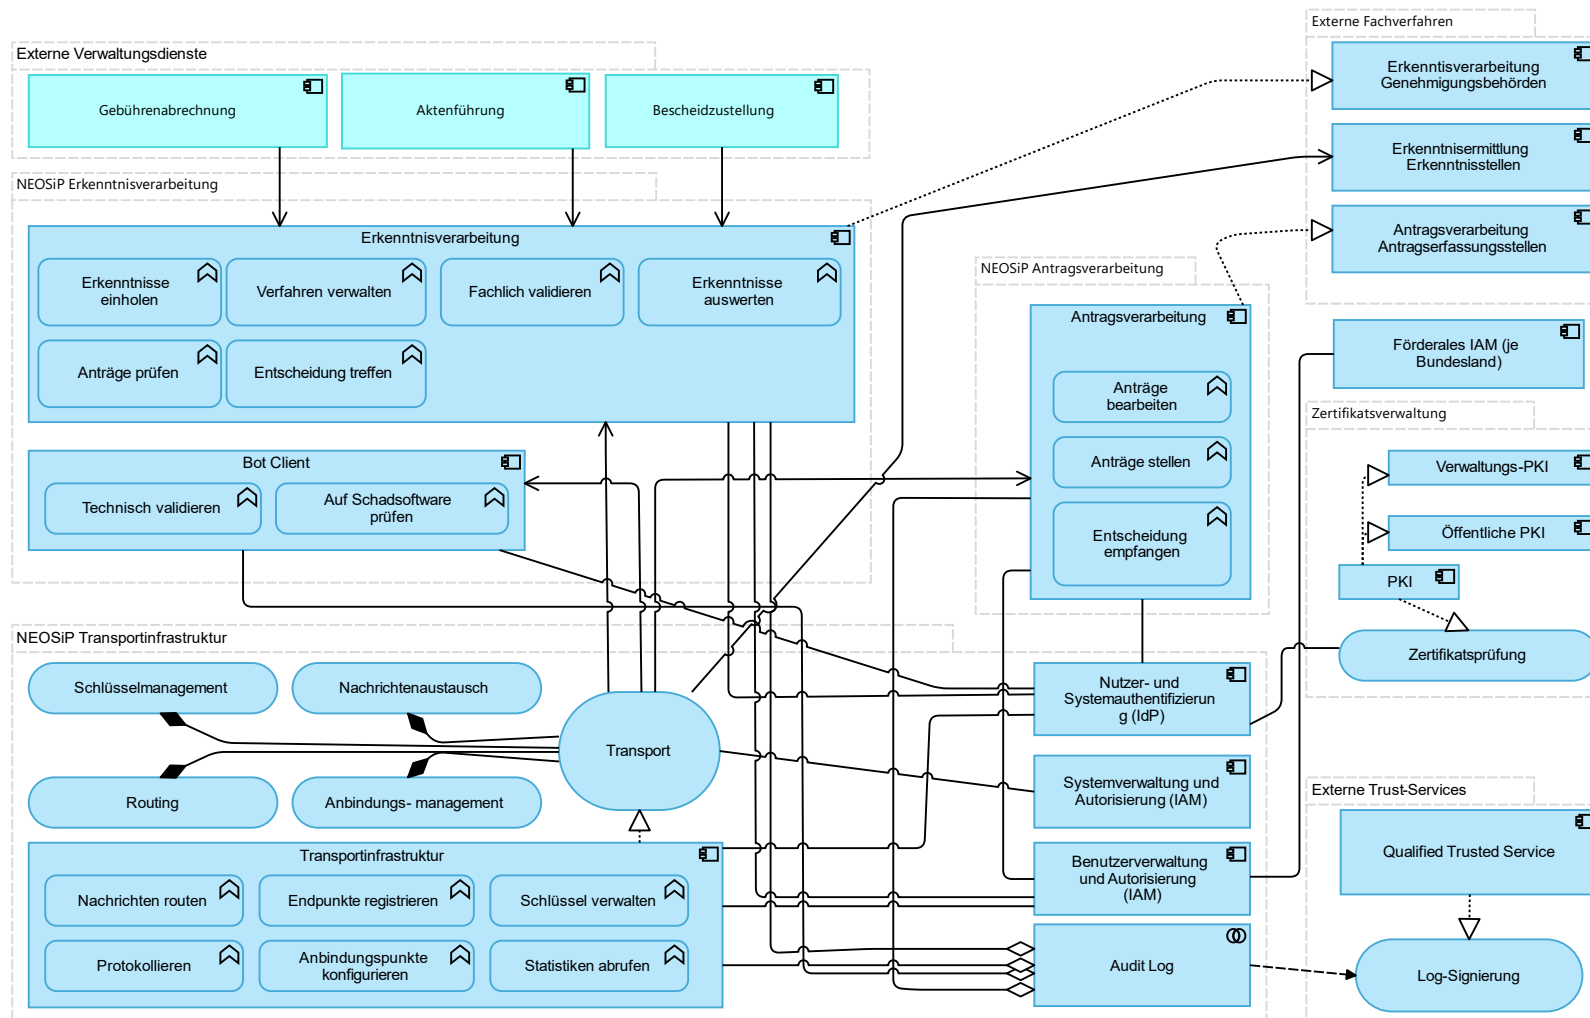 Externe Verwaltungsdienste
Gebührenabrechnung
Aktenführung
Bescheidzustellung
NEOSiP Erkenntnisverarbeitung
Erkenntnisverarbeitung
Erkenntnisse
einholen
Verfahren verwalten
Fachlich validieren
Erkenntnisse
auswerten
Anträge prüfen
Entscheidung treffen
Bot Client
Technisch validieren
Auf Schadsoftware
prüfen
NEOSiP Antragsverarbeitung
Antragsverarbeitung
Anträge
bearbeiten
Anträge stellen
Entscheidung
empfangen
Externe Fachverfahren
Erkenntisverarbeitung
Genehmigungsbehörden
Erkenntnisermittlung
Erkenntnisstellen
Antragsverarbeitung
Antragserfassungsstellen
Förderales IAM (je
Bundesland)
Zertifikatsverwaltung
Verwaltungs-PKI
Öffentliche PKI
PKI
Zertifikatsprüfung
NEOSiP Transportinfrastruktur
Schlüsselmanagement
Nachrichtenaustausch
Transport
Routing
Anbindungs- management
Transportinfrastruktur
Nachrichten routen
Endpunkte registrieren
Schlüssel verwalten
Protokollieren
Anbindungspunkte
konfigurieren
Statistiken abrufen
Nutzer- und
Systemauthentifizierun
g (IdP)
Systemverwaltung und
Autorisierung (IAM)
Benutzerverwaltung
und Autorisierung
(IAM)
Audit Log
Externe Trust-Services
Qualified Trusted Service
Log-Signierung